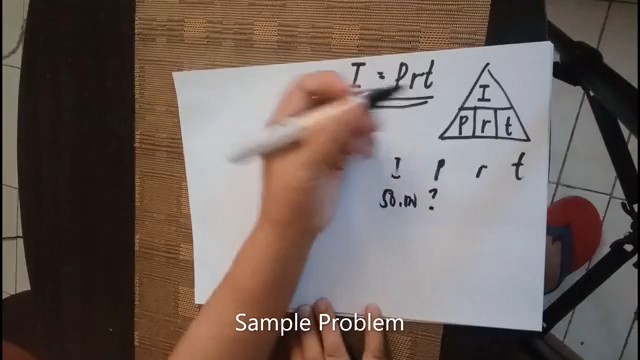 I = Prt
I
P r t
I P r t
50.00 ?
Sample Problem